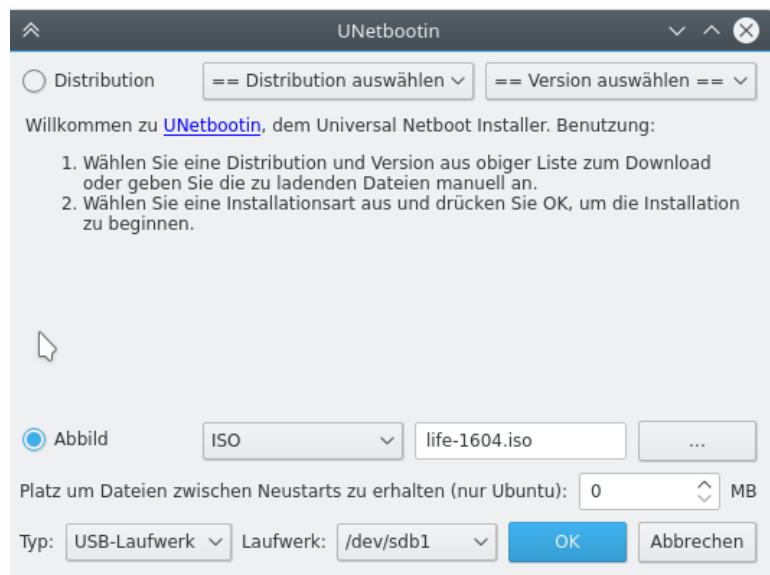 UNetbootin
Distribution == Distribution auswählen == Version auswählen ==
Willkommen zu UNetbootin, dem Universal Netboot Installer. Benutzung:
1. Wählen Sie eine Distribution und Version aus obiger Liste zum Download
oder geben Sie die zu ladenden Dateien manuell an.
2. Wählen Sie eine Installationsart aus und drücken Sie OK, um die Installation
zu beginnen.
Abbild ISO life-1604.iso ...
Platz um Dateien zwischen Neustarts zu erhalten (nur Ubuntu): 0 MB
Typ: USB-Laufwerk Laufwerk: /dev/sdb1 OK Abbrechen